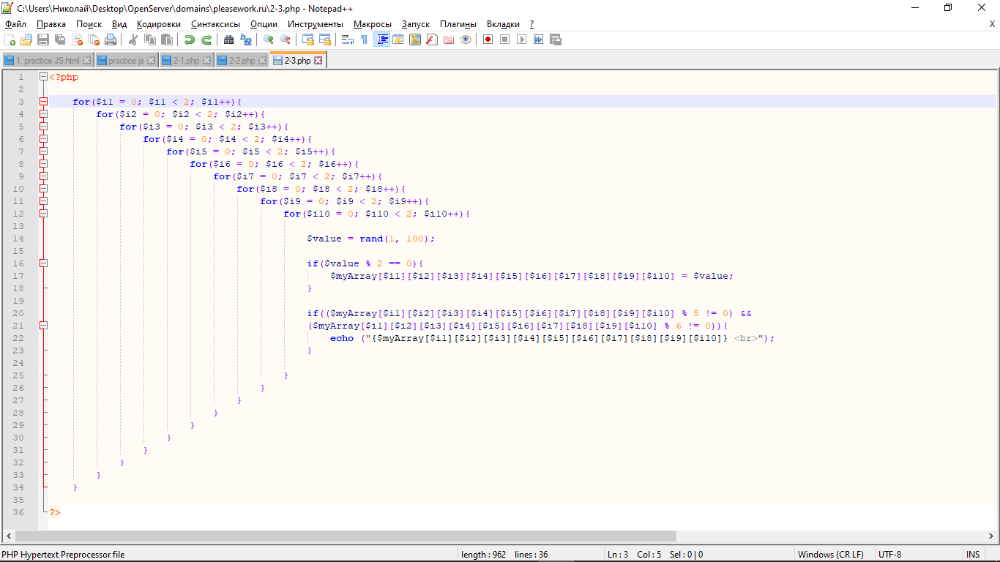 C:\Users\Николай\Desktop\OpenServer\domains\pleasework.ru\2-3.php - Notepad++
Файл Правка Поиск Вид Кодировки Синтаксисы Опции Инструменты Макросы Запуск Плагины Вкладки ? X
1. practice JS.html practice.js 2-1.php 2-2.php 2-3.php
1 <?php
2
3 for($i1 = 0; $i1 < 2; $i1++){
4 for($i2 = 0; $i2 < 2; $i2++){
5 for($i3 = 0; $i3 < 2; $i3++){
6 for($i4 = 0; $i4 < 2; $i4++){
7 for($i5 = 0; $i5 < 2; $i5++){
8 for($i6 = 0; $i6 < 2; $i6++){
9 for($i7 = 0; $i7 < 2; $i7++){
10 for($i8 = 0; $i8 < 2; $i8++){
11 for($i9 = 0; $i9 < 2; $i9++){
12 for($i10 = 0; $i10 < 2; $i10++){
13
14 $value = rand(1, 100);
15
16 if($value % 2 == 0){
17 $myArray[$i1][$i2][$i3][$i4][$i5][$i6][$i7][$i8][$i9][$i10] = $value;
18 }
19
20 if(($myArray[$i1][$i2][$i3][$i4][$i5][$i6][$i7][$i8][$i9][$i10] % 5 != 0) &&
21 ($myArray[$i1][$i2][$i3][$i4][$i5][$i6][$i7][$i8][$i9][$i10] % 6 != 0)){
22 echo ("{$myArray[$i1][$i2][$i3][$i4][$i5][$i6][$i7][$i8][$i9][$i10]} <br>");
23 }
24
25 }
26 }
27 }
28 }
29 }
30 }
31 }
32 }
33 }
34 }
35
36 ?>
PHP Hypertext Preprocessor file length : 962 lines : 36 Ln : 3 Col : 5 Sel : 0 | 0 Windows (CR LF) UTF-8 INS